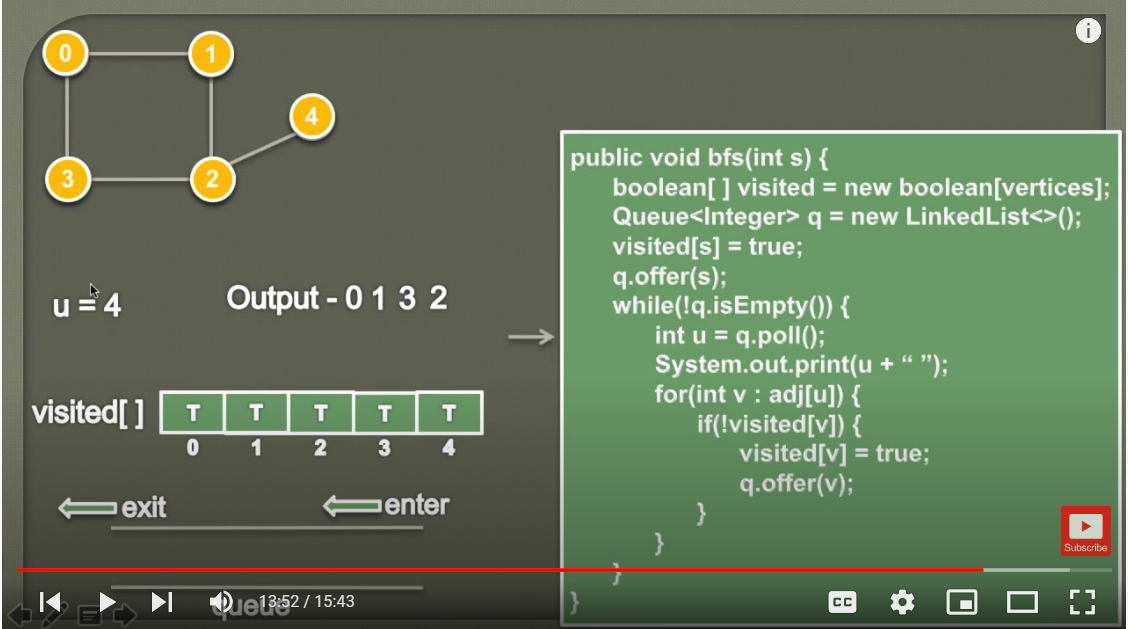 0
1
4
3
2
public void bfs(int s) {
boolean[ ] visited = new boolean[vertices];
Queue<Integer> q = new LinkedList<>();
visited[s] = true;
q.offer(s);
while(!q.isEmpty()) {
int u = q.poll();
System.out.print(u + “ ”);
for(int v : adj[u]) {
if(!visited[v]) {
visited[v] = true;
q.offer(v);
}
}
}
}
u = 4
Output - 0 1 3 2
visited[ ]
T T T T T
0 1 2 3 4
exit
enter
queue
Subscribe
13:52 / 15:43
CC
i